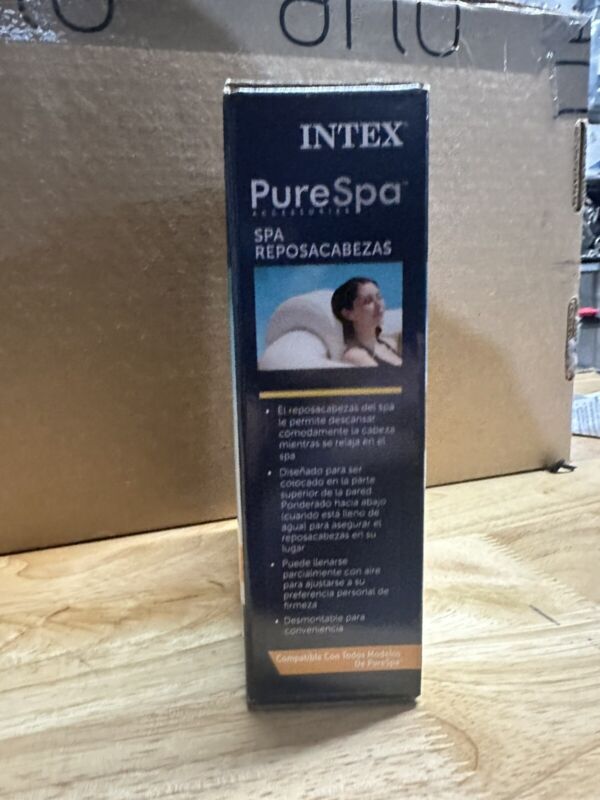 INTEX
PureSpa™
ACCESSORIES
SPA
REPOSACABEZAS
• El reposacabezas del spa
le permite descansar
cómodamente la cabeza
mientras se relaja en el
spa
• Diseñado para ser
colocado en la parte
superior de la pared.
Ponderado hacia abajo
(cuando está lleno de
agua) para asegurar el
reposacabezas en su
lugar
• Puede llenarse
parcialmente con aire
para ajustarse a su
preferencia personal de
firmeza
• Desmontable para
conveniencia
Compatible Con Todos Modelos
De PureSpa™